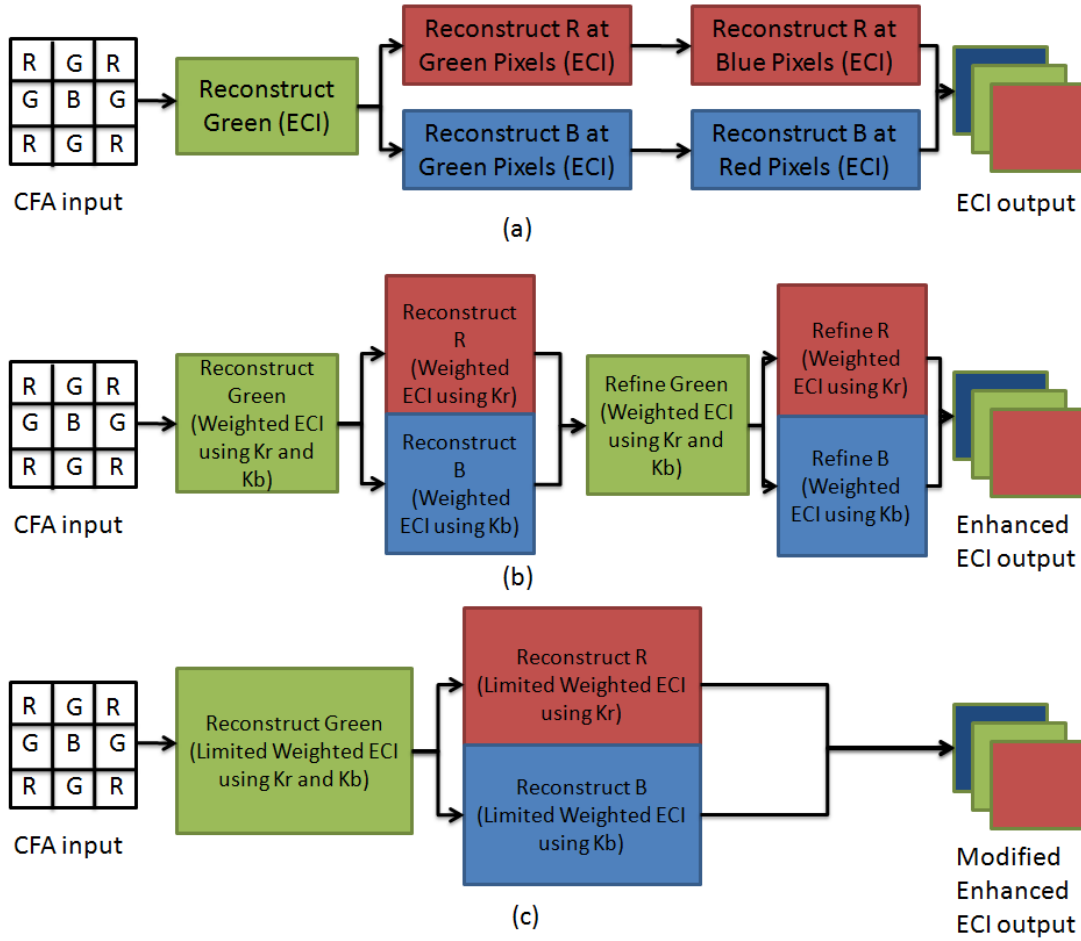 R G R
G B G
R G R
CFA input
Reconstruct
Green (ECI)
Reconstruct R at
Green Pixels (ECI)
Reconstruct R at
Blue Pixels (ECI)
Reconstruct B at
Green Pixels (ECI)
Reconstruct B at
Red Pixels (ECI)
ECI output
(a)
R G R
G B G
R G R
CFA input
Reconstruct
Green
(Weighted ECI
using Kr and
Kb)
Reconstruct
R
(Weighted
ECI using Kr)
Reconstruct
B
(Weighted
ECI using Kb)
Refine Green
(Weighted ECI
using Kr and
Kb)
Refine R
(Weighted
ECI using Kr)
Refine B
(Weighted
ECI using Kb)
Enhanced
ECI output
(b)
R G R
G B G
R G R
CFA input
Reconstruct Green
(Limited Weighted ECI
using Kr and Kb)
Reconstruct R
(Limited Weighted ECI
using Kr)
Reconstruct B
(Limited Weighted ECI
using Kb)
Modified
Enhanced
ECI output
(c)